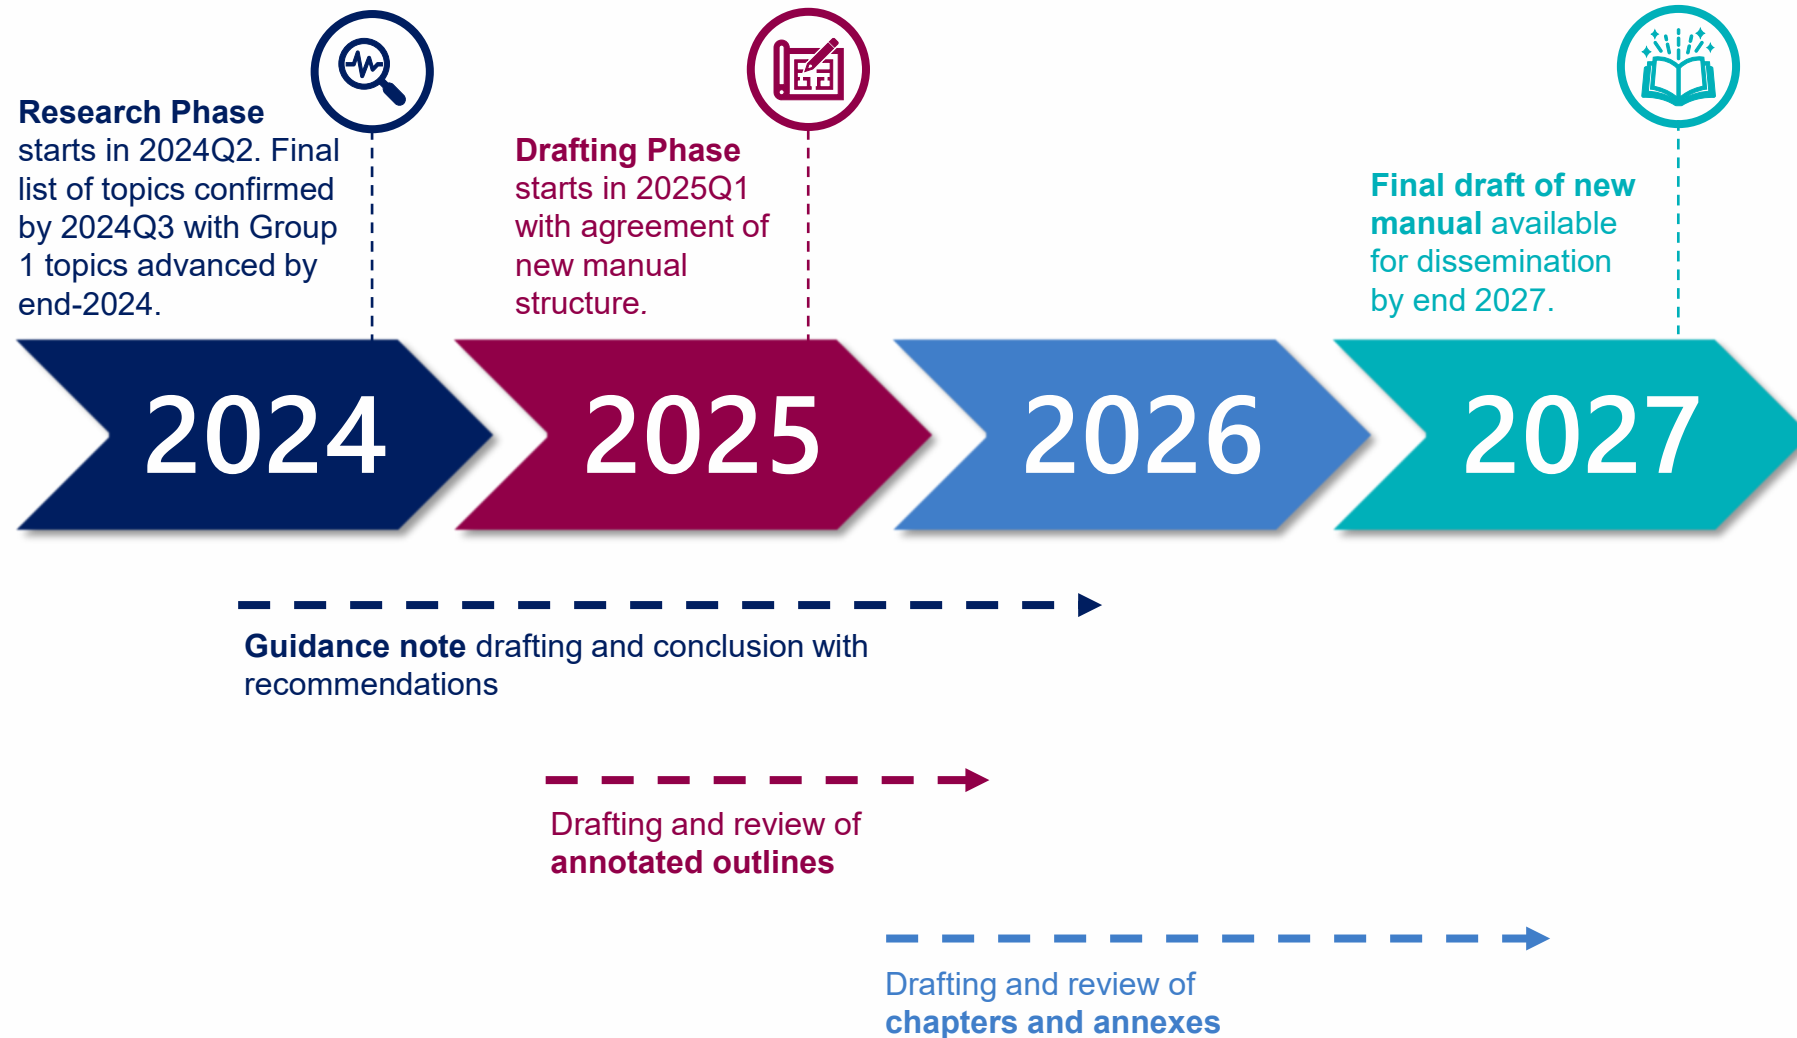 Research Phase
starts in 2024Q2. Final
list of topics confirmed
by 2024Q3 with Group
1 topics advanced by
end-2024.
Drafting Phase
starts in 2025Q1
with agreement of
new manual
structure.
Final draft of new
manual available
for dissemination
by end 2027.
2024
2025
2026
2027
Guidance note drafting and conclusion with
recommendations
Drafting and review of
annotated outlines
Drafting and review of
chapters and annexes